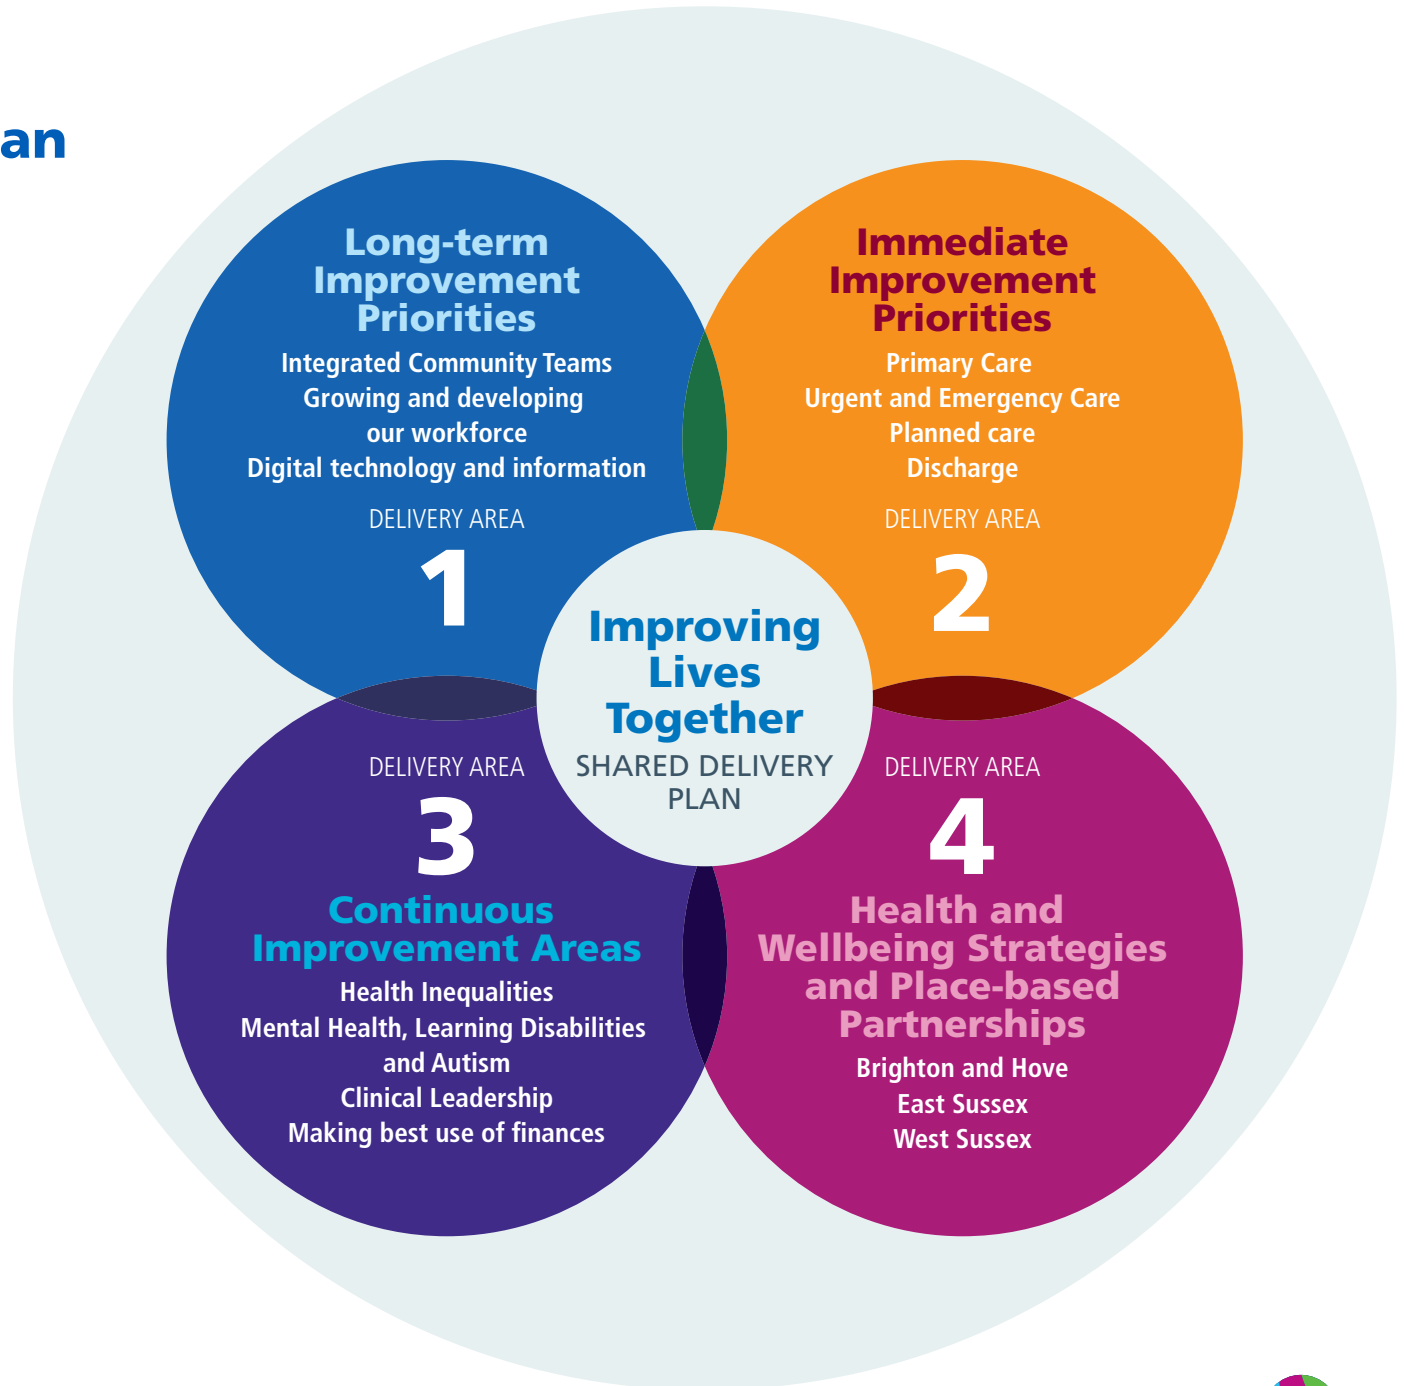 an
Long-term
Improvement
Priorities
Integrated Community Teams
Growing and developing
our workforce
Digital technology and information
DELIVERY AREA
1
Immediate
Improvement
Priorities
Primary Care
Urgent and Emergency Care
Planned care
Discharge
DELIVERY AREA
2
Improving
Lives
Together
SHARED DELIVERY
PLAN
DELIVERY AREA
3
Continuous
Improvement Areas
Health Inequalities
Mental Health, Learning Disabilities
and Autism
Clinical Leadership
Making best use of finances
DELIVERY AREA
4
Health and
Wellbeing Strategies
and Place-based
Partnerships
Brighton and Hove
East Sussex
West Sussex